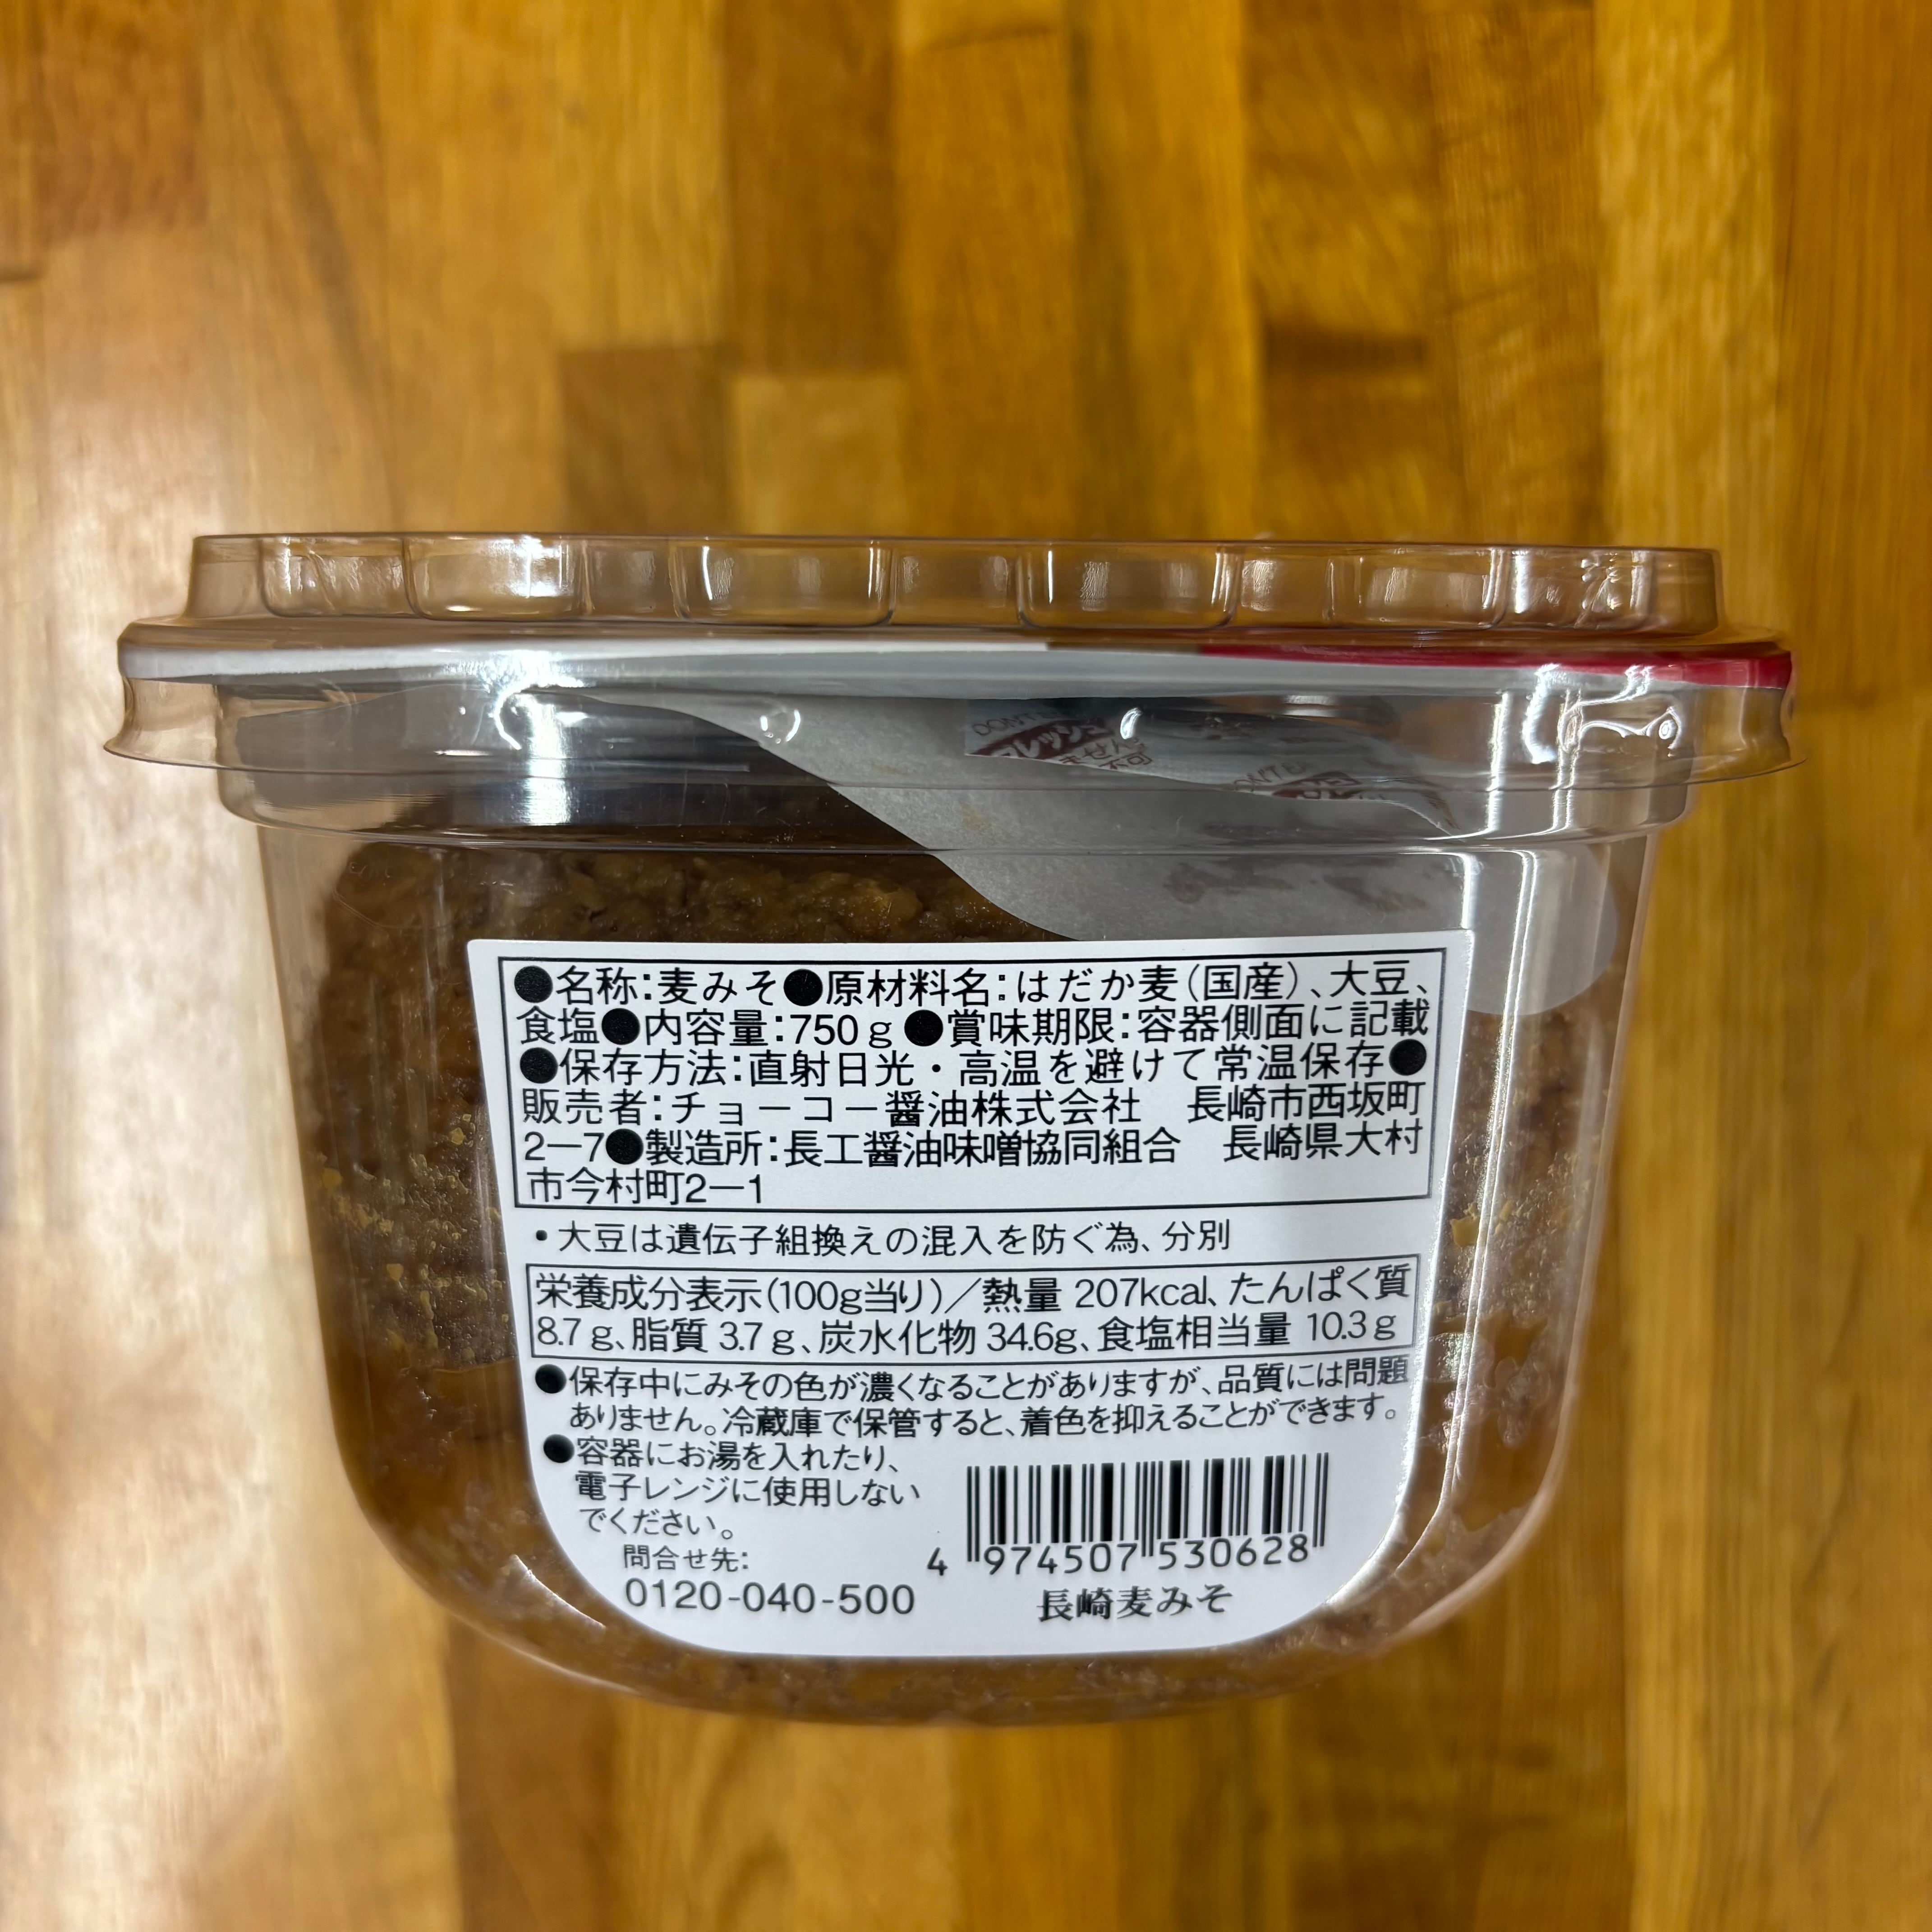 フレッシュ
ません
不可
●名称:麦みそ●原材料名:はだか麦(国産)、大豆、
食塩●内容量:750g●賞味期限:容器側面に記載
●保存方法:直射日光・高温を避けて常温保存●
販売者:チョーコー醤油株式会社 長崎市西坂町
2−7●製造所:長工醤油味噌協同組合 長崎県大村
市今村町2−1
・大豆は遺伝子組換えの混入を防ぐ為、分別
栄養成分表示(100g当り)／熱量 207kcal、たんぱく質
8.7g、脂質 3.7g、炭水化物 34.6g、食塩相当量 10.3g
●保存中にみその色が濃くなることがありますが、品質には問題
ありません。冷蔵庫で保管すると、着色を抑えることができます。
●容器にお湯を入れたり、
電子レンジに使用しない
でください。
問合せ先:
0120-040-500
4 974507 530628
長崎麦みそ